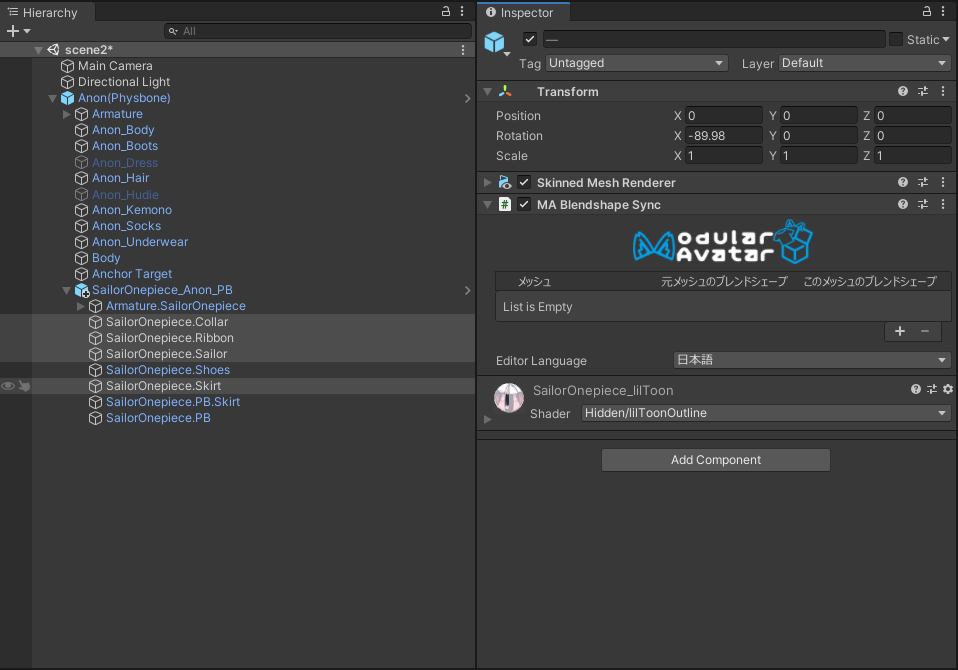 Hierarchy
All
scene2*
Main Camera
Directional Light
Anon(Physbone)
Armature
Anon_Body
Anon_Boots
Anon_Dress
Anon_Hair
Anon_Hudie
Anon_Kemono
Anon_Socks
Anon_Underwear
Body
Anchor Target
SailorOnepiece_Anon_PB
Armature.SailorOnepiece
SailorOnepiece.Collar
SailorOnepiece.Ribbon
SailorOnepiece.Sailor
SailorOnepiece.Shoes
SailorOnepiece.Skirt
SailorOnepiece.PB.Skirt
SailorOnepiece.PB
Inspector
— Static
Tag Untagged Layer Default
Transform
Position X 0 Y 0 Z 0
Rotation X -89.98 Y 0 Z 0
Scale X 1 Y 1 Z 1
Skinned Mesh Renderer
# MA Blendshape Sync
Modular
Avatar
メッシュ 元メッシュのブレンドシェープ このメッシュのブレンドシェープ
List is Empty
+ −
Editor Language 日本語
SailorOnepiece_lilToon
Shader Hidden/lilToonOutline
Add Component